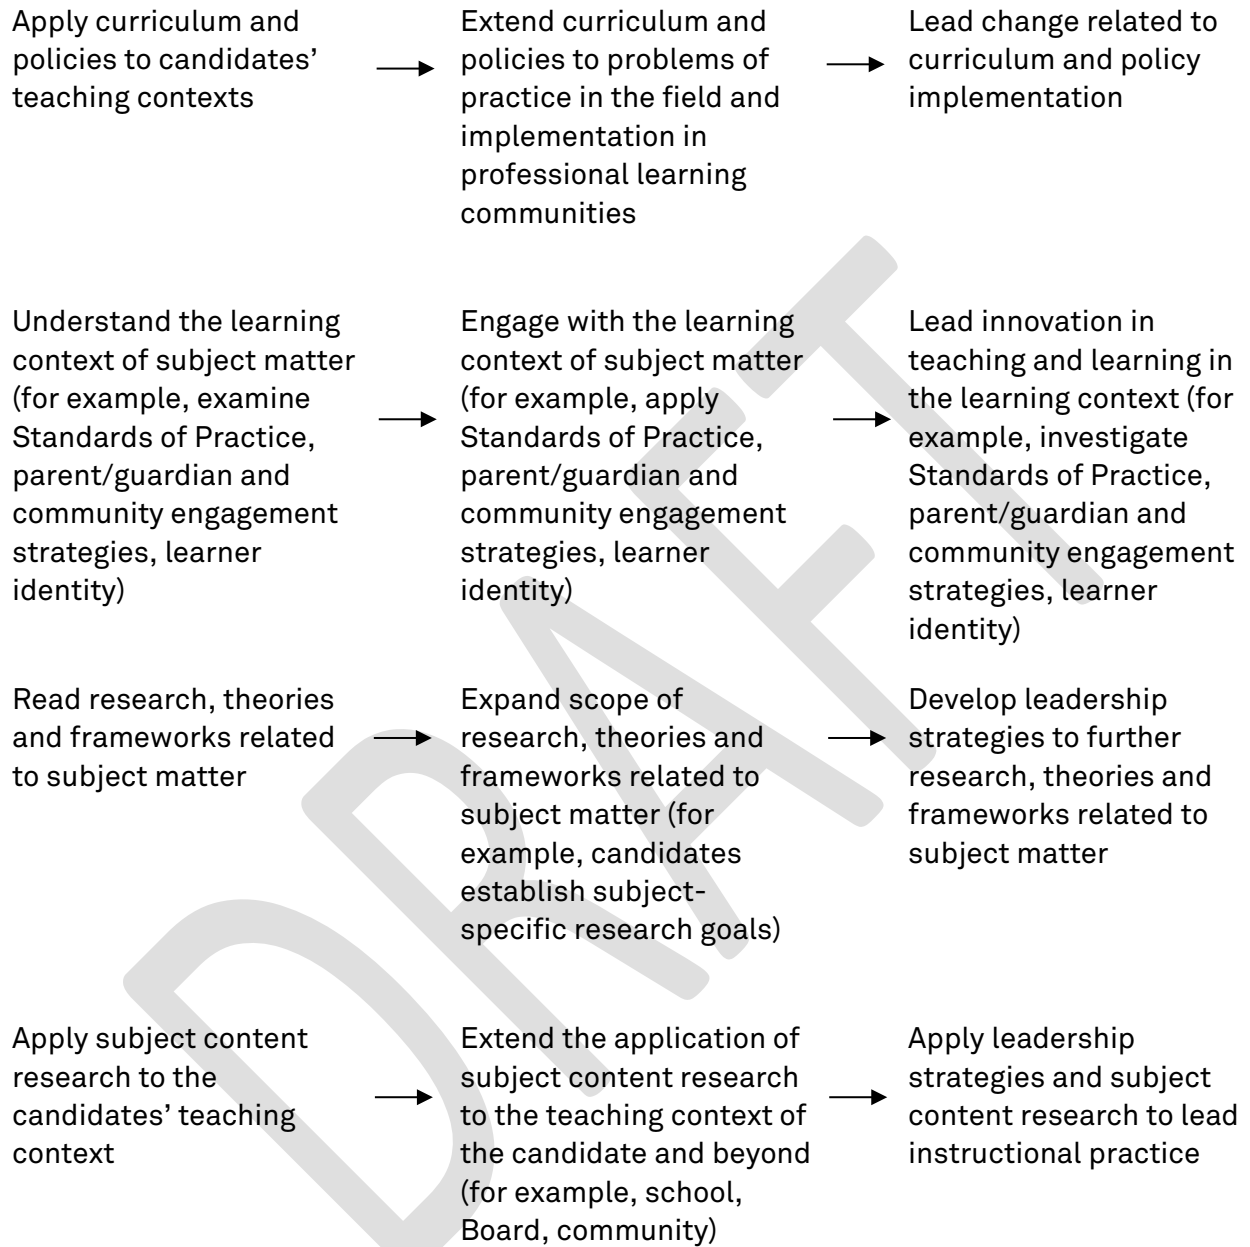 Apply curriculum and
policies to candidates’
teaching contexts
Extend curriculum and
policies to problems of
practice in the field and
implementation in
professional learning
communities
Lead change related to
curriculum and policy
implementation
Understand the learning
context of subject matter
(for example, examine
Standards of Practice,
parent/guardian and
community engagement
strategies, learner
identity)
Engage with the learning
context of subject matter
(for example, apply
Standards of Practice,
parent/guardian and
community engagement
strategies, learner
identity)
Lead innovation in
teaching and learning in
the learning context (for
example, investigate
Standards of Practice,
parent/guardian and
community engagement
strategies, learner
identity)
Read research, theories
and frameworks related
to subject matter
Expand scope of
research, theories and
frameworks related to
subject matter (for
example, candidates
establish subject-
specific research goals)
Develop leadership
strategies to further
research, theories and
frameworks related to
subject matter
Apply subject content
research to the
candidates’ teaching
context
Extend the application of
subject content research
to the teaching context of
the candidate and beyond
(for example, school,
Board, community)
Apply leadership
strategies and subject
content research to lead
instructional practice
DRAFT